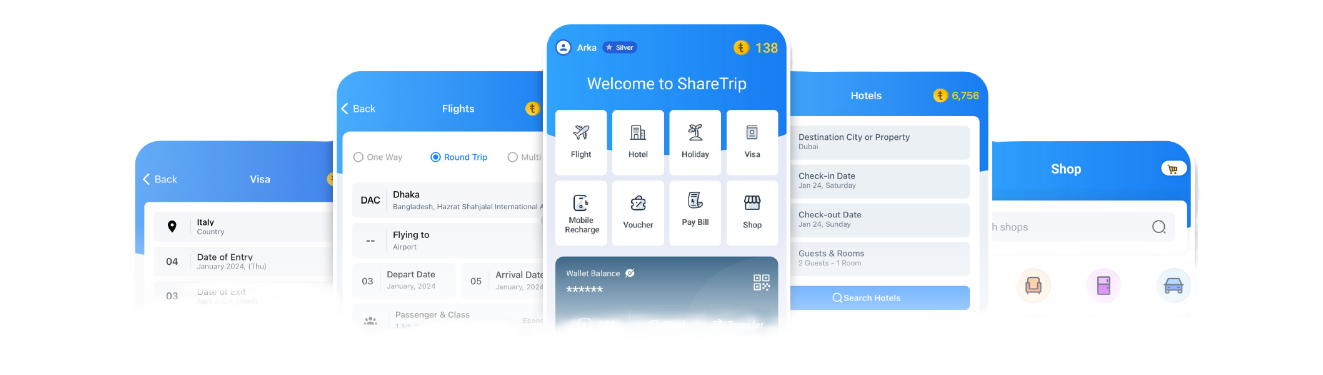 Back
Visa
Italy
Country
04
Date of Entry
January 2024, (Thu)
03
Date of Exit
Back
Flights
One Way
Round Trip
Multi
DAC
Dhaka
Bangladesh, Hazrat Shahjalal International A
--
Flying to
Airport
03
Depart Date
January, 2024
05
Arrival Date
January, 2024
Passenger & Class
Econo
Arka
Silver
138
Welcome to ShareTrip
Flight
Hotel
Holiday
Visa
Mobile
Recharge
Voucher
Pay Bill
Shop
Wallet Balance
******
Hotels
6,756
Destination City or Property
Dubai
Check-in Date
Jan 24, Saturday
Check-out Date
Jan 24, Sunday
Guests & Rooms
2 Guests – 1 Room
Search Hotels
Shop
h shops